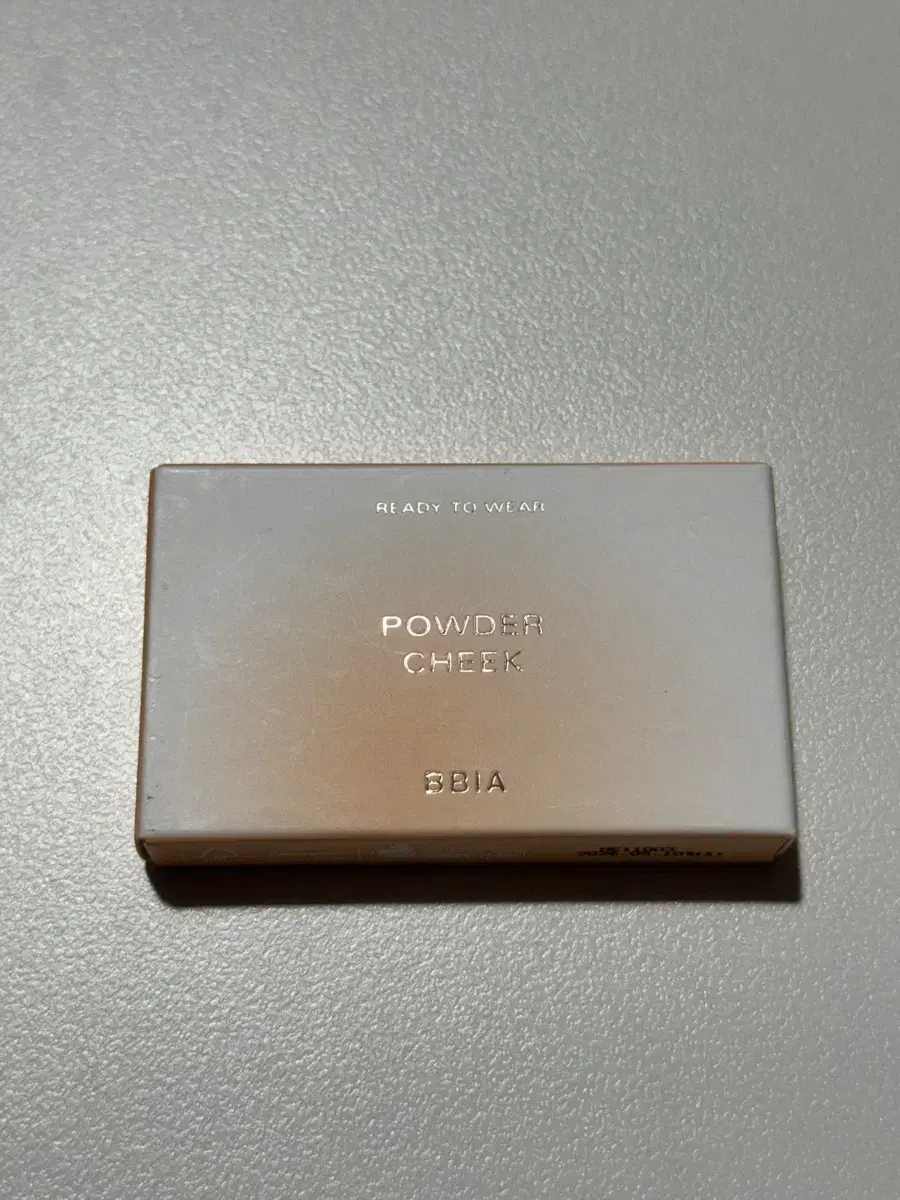 READY TO WEAR
POWDER
CHEEK
BBIA